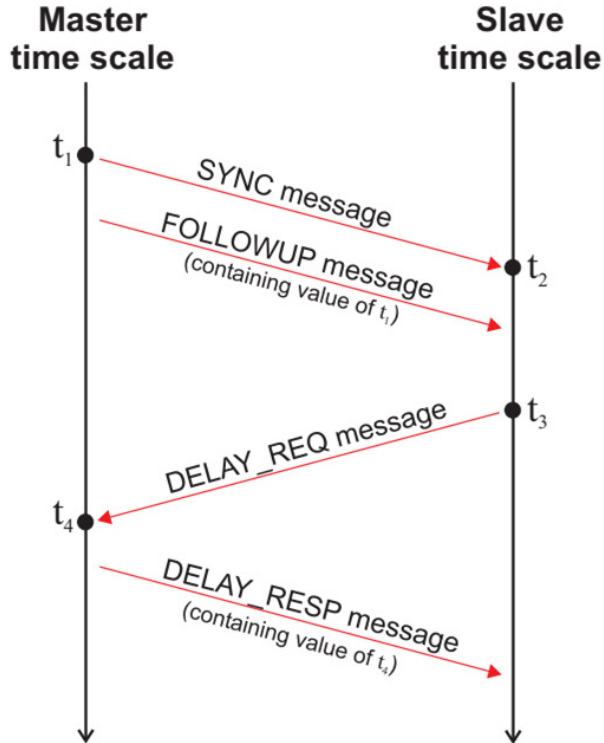 Master
time scale
Slave
time scale
t1
SYNC message
FOLLOWUP message
(containing value of t1)
t2
t3
DELAY_REQ message
t4
DELAY_RESP message
(containing value of t4)